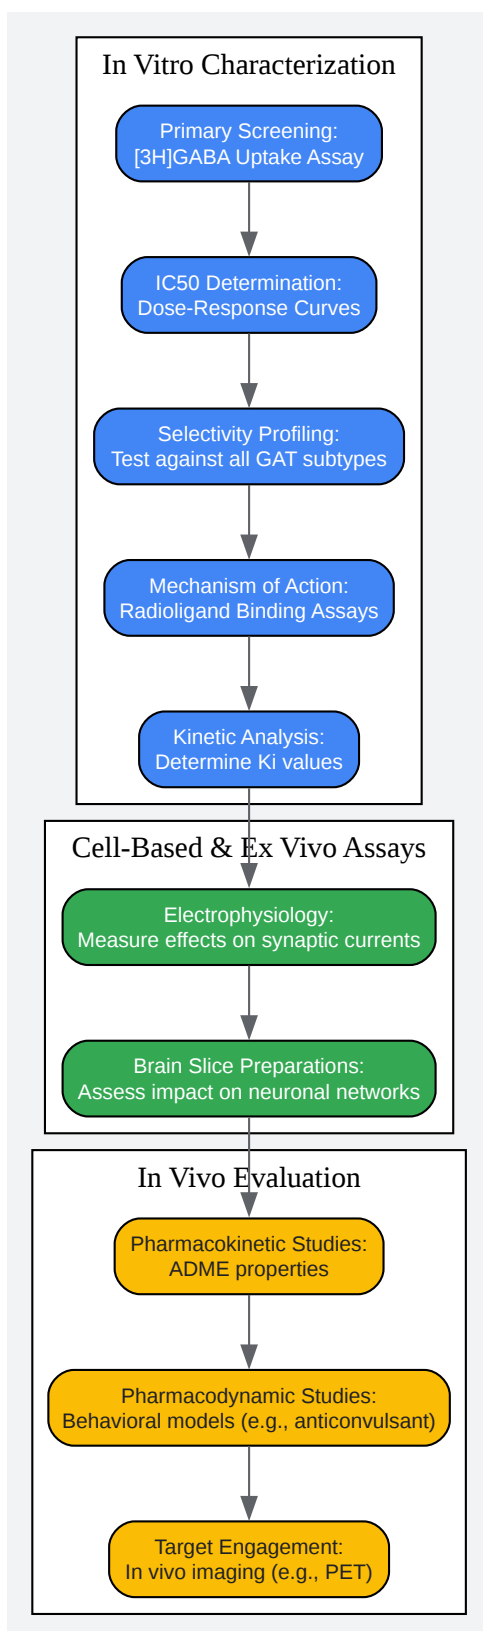 In Vitro Characterization
Primary Screening:
[3H]GABA Uptake Assay
IC50 Determination:
Dose-Response Curves
Selectivity Profiling:
Test against all GAT subtypes
Mechanism of Action:
Radioligand Binding Assays
Kinetic Analysis:
Determine Ki values
Cell-Based & Ex Vivo Assays
Electrophysiology:
Measure effects on synaptic currents
Brain Slice Preparations:
Assess impact on neuronal networks
In Vivo Evaluation
Pharmacokinetic Studies:
ADME properties
Pharmacodynamic Studies:
Behavioral models (e.g., anticonvulsant)
Target Engagement:
In vivo imaging (e.g., PET)